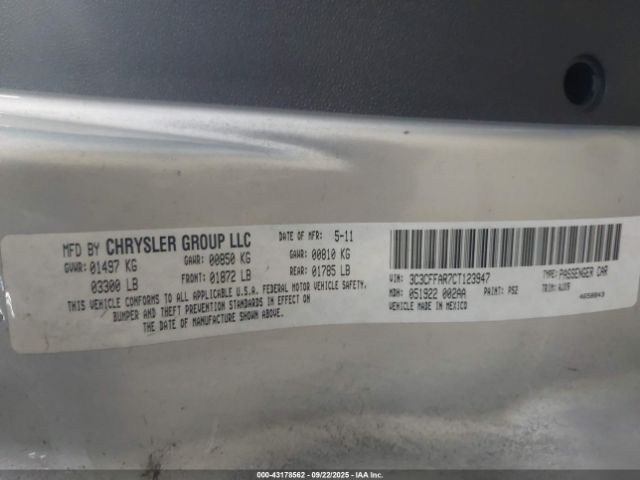 MFD BY CHRYSLER GROUP LLC
DATE OF MFR: 5-11
GVWR: 01497 KG
GAWR: 00850 KG
GAWR: 00810 KG
03300 LB
FRONT: 01872 LB
REAR: 01785 LB
THIS VEHICLE CONFORMS TO ALL APPLICABLE U.S.A. FEDERAL MOTOR VEHICLE SAFETY,
BUMPER AND THEFT PREVENTION STANDARDS IN EFFECT ON
THE DATE OF MANUFACTURE SHOWN ABOVE.
VIN: 3C3CFFAR7CT123947
TYPE: PASSENGER CAR
MDH: 051922 002AA
PAINT: PS2
TRIM:
VEHICLE MADE IN MEXICO
4650843
000-43178562 - 09/22/2025 - IAA Inc.